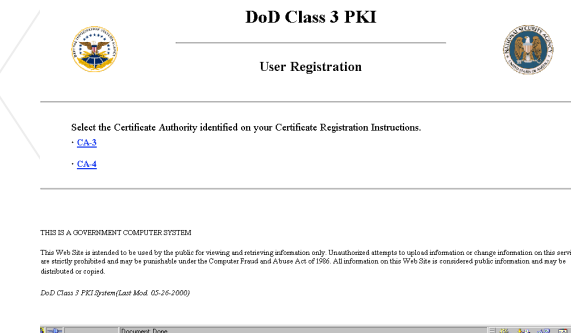 DoD Class 3 PKI
User Registration
Select the Certificate Authority identified on your Certificate Registration Instructions.
· CA-3
· CA-4
THIS IS A GOVERNMENT COMPUTER SYSTEM
This Web Site is intended to be used by the public for viewing and retrieving information only. Unauthorized attempts to upload information or change information on this servi
are strictly prohibited and may be punishable under the Computer Fraud and Abuse Act of 1986. All information on this Web Site is considered public information and may be
distributed or copied.
DoD Class 3 PKI System(Last Mod. 05-26-2000)
Document: Done